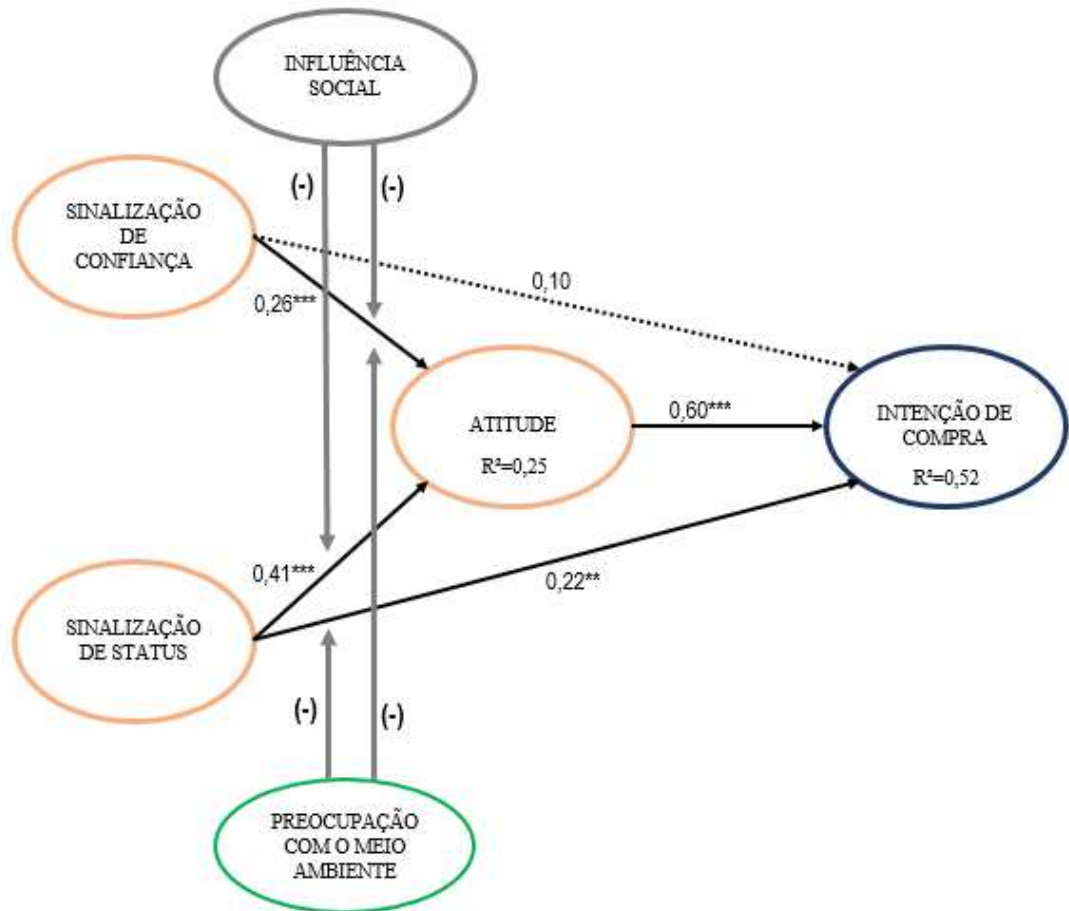 INFLUÊNCIA
SOCIAL
(-)
(-)
SINALIZAÇÃO
DE
CONFIANÇA
0,10
0,26***
ATITUDE
R²=0,25
0,60***
INTENÇÃO DE
COMPRA
R²=0,52
0,41***
0,22**
SINALIZAÇÃO
DE STATUS
(-)
(-)
PREOCUPAÇÃO
COM O MEIO
AMBIENTE